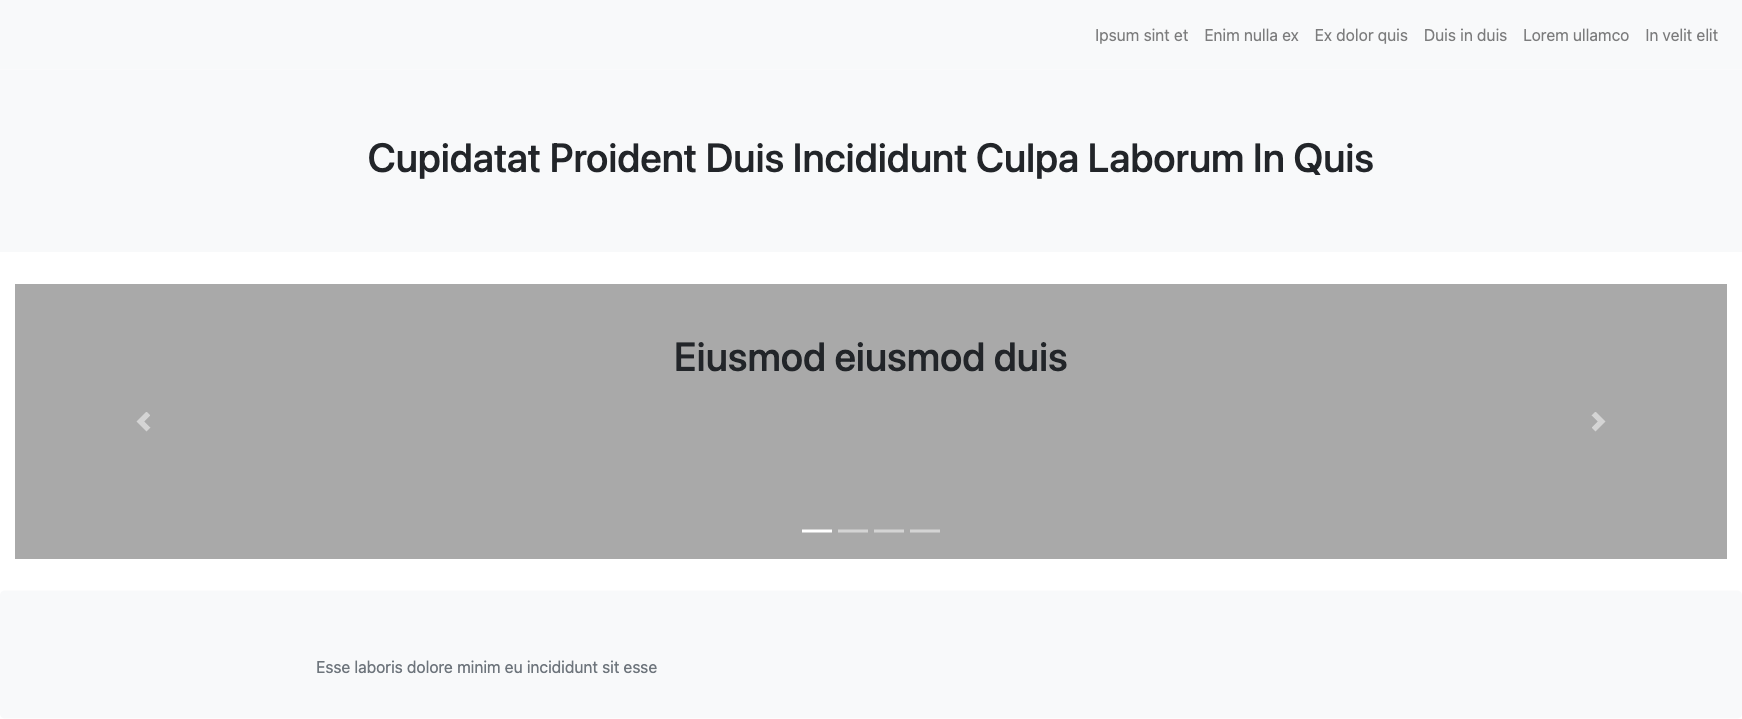 Ipsum sint et Enim nulla ex Ex dolor quis Duis in duis Lorem ullamco In velit elit
Cupidatat Proident Duis Incididunt Culpa Laborum In Quis
Eiusmod eiusmod duis
Esse laboris dolore minim eu incididunt sit esse